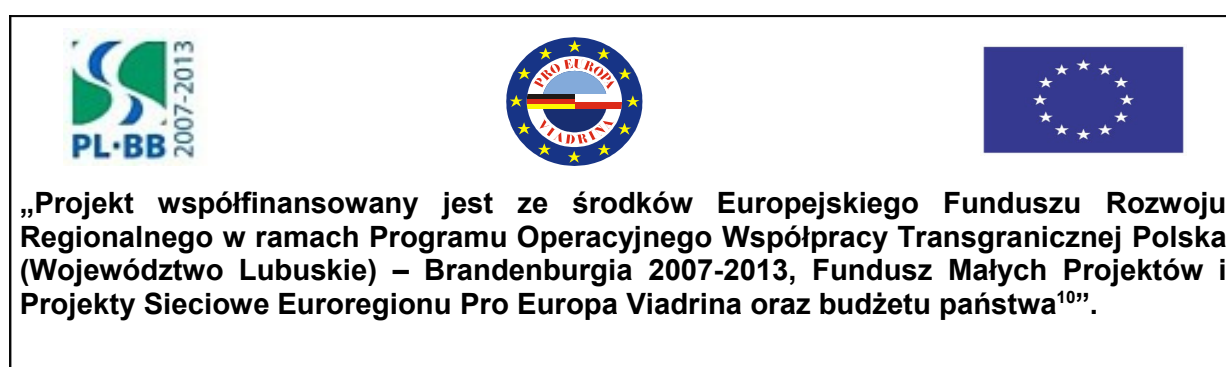 PL·BB
2007-2013
PRO EUROPA
VIADRINA
„Projekt współfinansowany jest ze środków Europejskiego Funduszu Rozwoju
Regionalnego w ramach Programu Operacyjnego Współpracy Transgranicznej Polska
(Województwo Lubuskie) – Brandenburgia 2007-2013, Fundusz Małych Projektów i
Projekty Sieciowe Euroregionu Pro Europa Viadrina oraz budżetu państwa¹⁰”.